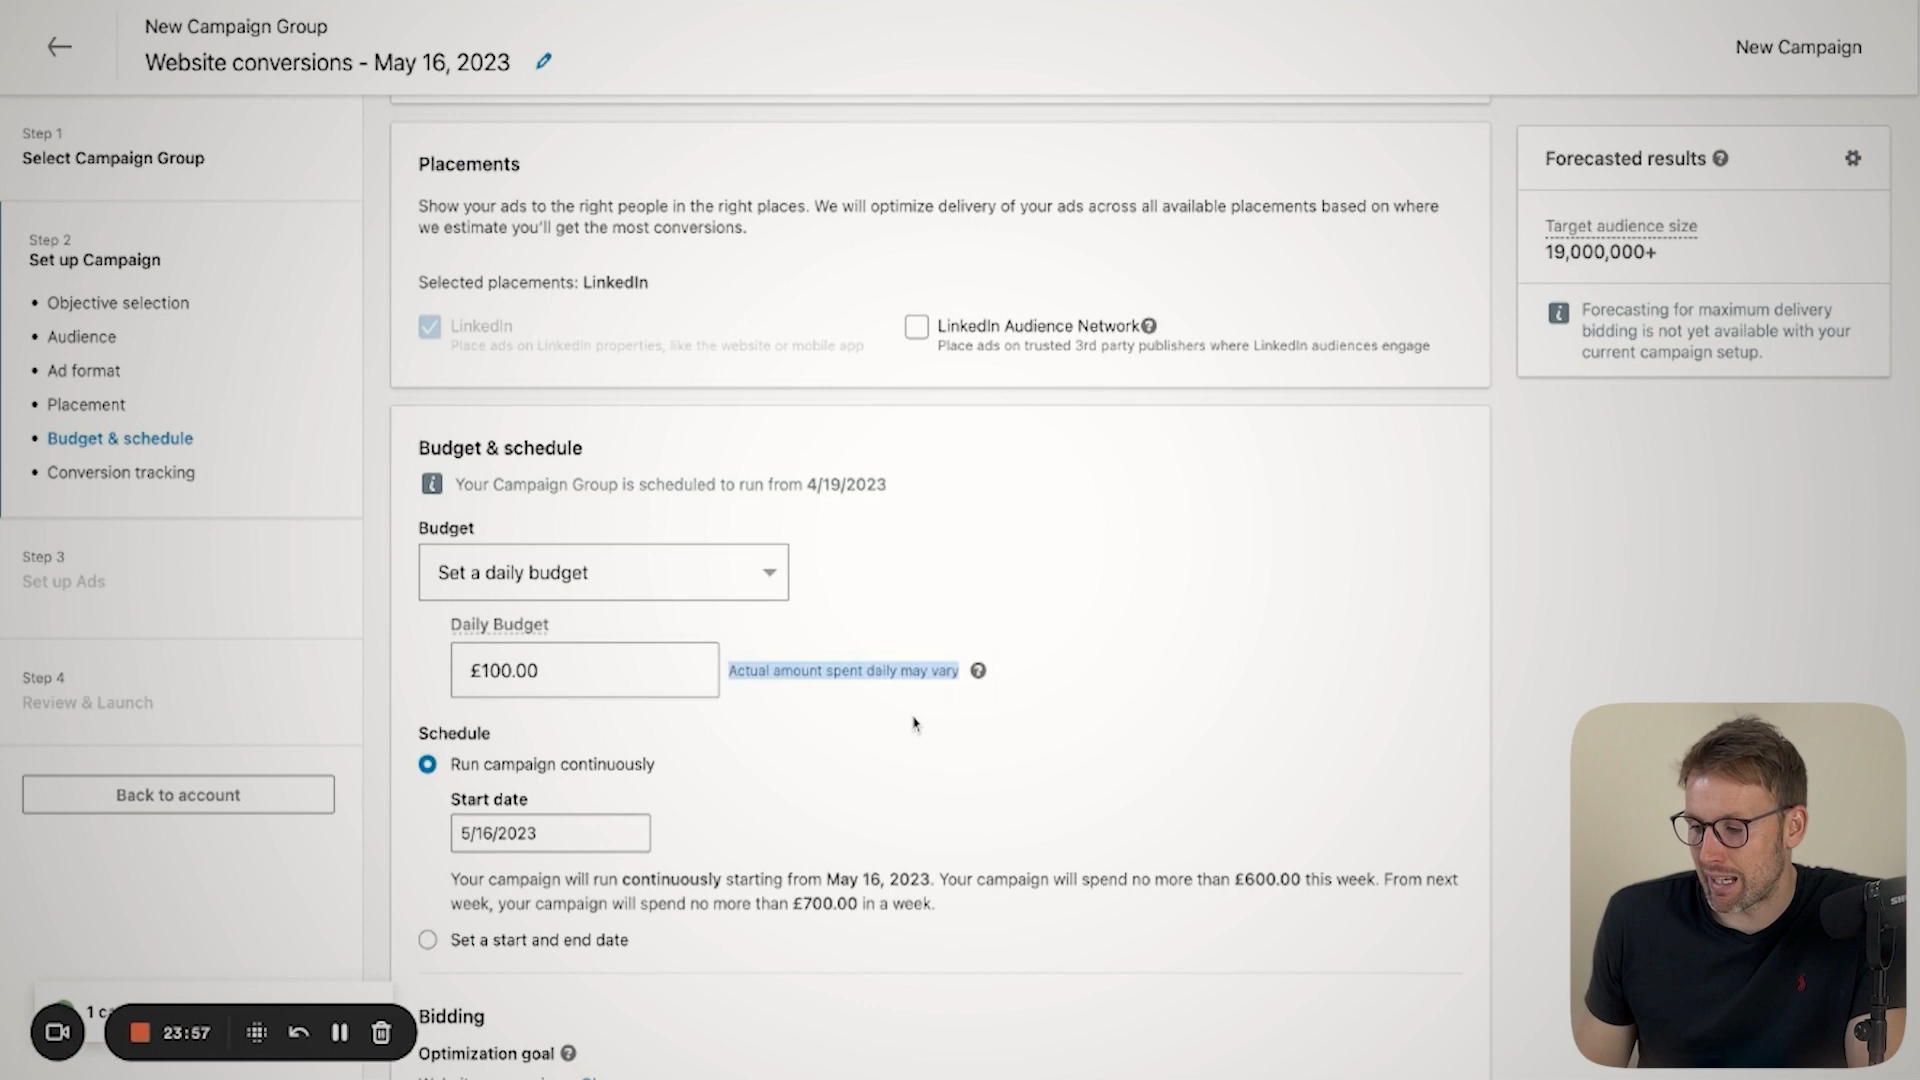 New Campaign Group
Website conversions - May 16, 2023
New Campaign
Step 1
Select Campaign Group
Step 2
Set up Campaign
Objective selection
Audience
Ad format
Placement
Budget & schedule
Conversion tracking
Step 3
Set up Ads
Step 4
Review & Launch
Back to account
Placements
Show your ads to the right people in the right places. We will optimize delivery of your ads across all available placements based on where
we estimate you'll get the most conversions.
Selected placements: LinkedIn
LinkedIn
Place ads on LinkedIn properties, like the website or mobile app
LinkedIn Audience Network
Place ads on trusted 3rd party publishers where LinkedIn audiences engage
Budget & schedule
Your Campaign Group is scheduled to run from 4/19/2023
Budget
Set a daily budget
Daily Budget
£100.00
Actual amount spent daily may vary
Schedule
Run campaign continuously
Start date
5/16/2023
Your campaign will run continuously starting from May 16, 2023. Your campaign will spend no more than £600.00 this week. From next
week, your campaign will spend no more than £700.00 in a week.
Set a start and end date
Bidding
Optimization goal
Forecasted results
Target audience size
19,000,000+
Forecasting for maximum delivery
bidding is not yet available with your
current campaign setup.
1
23:57